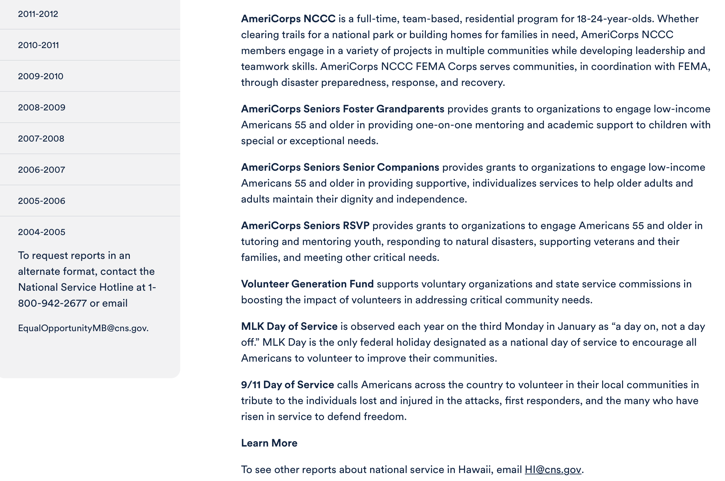 2011-2012
2010-2011
2009-2010
2008-2009
2007-2008
2006-2007
2005-2006
2004-2005
To request reports in an
alternate format, contact the
National Service Hotline at 1-
800-942-2677 or email
EqualOpportunityMB@cns.gov.
AmeriCorps NCCC is a full-time, team-based, residential program for 18-24-year-olds. Whether
clearing trails for a national park or building homes for families in need, AmeriCorps NCCC
members engage in a variety of projects in multiple communities while developing leadership and
teamwork skills. AmeriCorps NCCC FEMA Corps serves communities, in coordination with FEMA,
through disaster preparedness, response, and recovery.
AmeriCorps Seniors Foster Grandparents provides grants to organizations to engage low-income
Americans 55 and older in providing one-on-one mentoring and academic support to children with
special or exceptional needs.
AmeriCorps Seniors Senior Companions provides grants to organizations to engage low-income
Americans 55 and older in providing supportive, individualizes services to help older adults and
adults maintain their dignity and independence.
AmeriCorps Seniors RSVP provides grants to organizations to engage Americans 55 and older in
tutoring and mentoring youth, responding to natural disasters, supporting veterans and their
families, and meeting other critical needs.
Volunteer Generation Fund supports voluntary organizations and state service commissions in
boosting the impact of volunteers in addressing critical community needs.
MLK Day of Service is observed each year on the third Monday in January as “a day on, not a day
off.” MLK Day is the only federal holiday designated as a national day of service to encourage all
Americans to volunteer to improve their communities.
9/11 Day of Service calls Americans across the country to volunteer in their local communities in
tribute to the individuals lost and injured in the attacks, first responders, and the many who have
risen in service to defend freedom.
Learn More
To see other reports about national service in Hawaii, email HI@cns.gov.